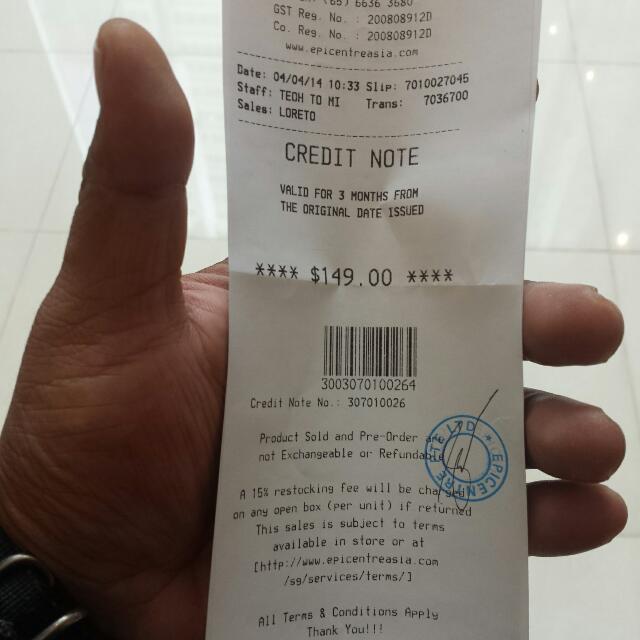 (65) 6636 3680
GST Reg. No. : 200808912D
Co. Reg. No. : 200808912D
www.epicentreasia.com
Date: 04/04/14 10:33 Slip: 7010027045
Staff: TEOH TO MI Trans: 7036700
Sales: LORETO
CREDIT NOTE
VALID FOR 3 MONTHS FROM
THE ORIGINAL DATE ISSUED
**** $149.00 ****
3003070100264
Credit Note No.: 307010026
Product Sold and Pre-Order are
not Exchangeable or Refundable
EPICENTRE PTE LTD *
A 15% restocking fee will be charged
on any open box (per unit) if returned
This sales is subject to terms
available in store or at
[http://www.epicentreasia.com
/sg/services/terms/]
All Terms & Conditions Apply
Thank You!!!